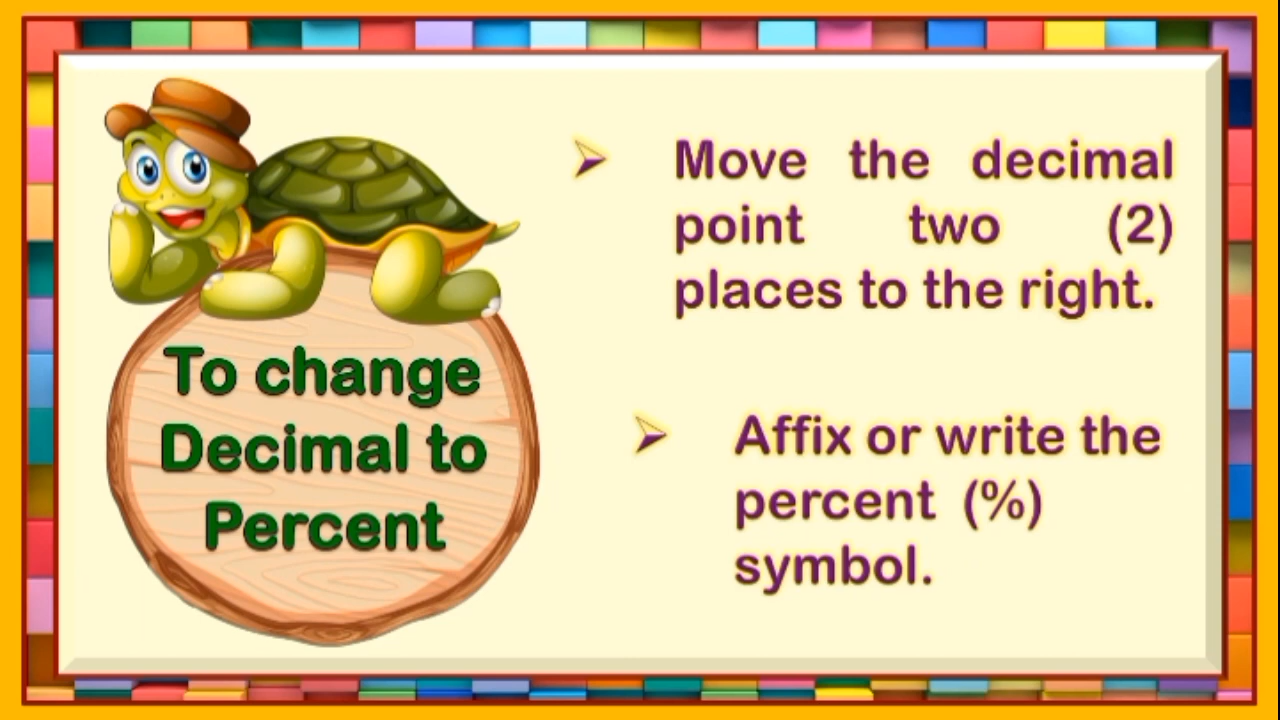 To change
Decimal to
Percent
➢ Move the decimal
point two (2)
places to the right.
➢ Affix or write the
percent (%)
symbol.